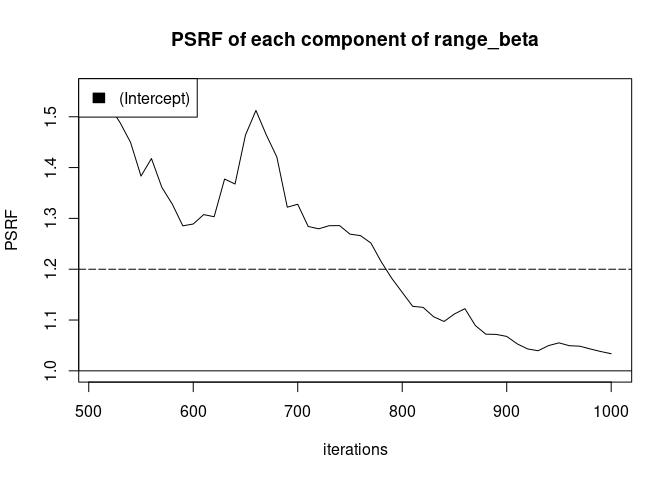 PSRF of each component of range_beta
(Intercept)
PSRF
1.5
1.4
1.3
1.2
1.1
1.0
500 600 700 800 900 1000
iterations